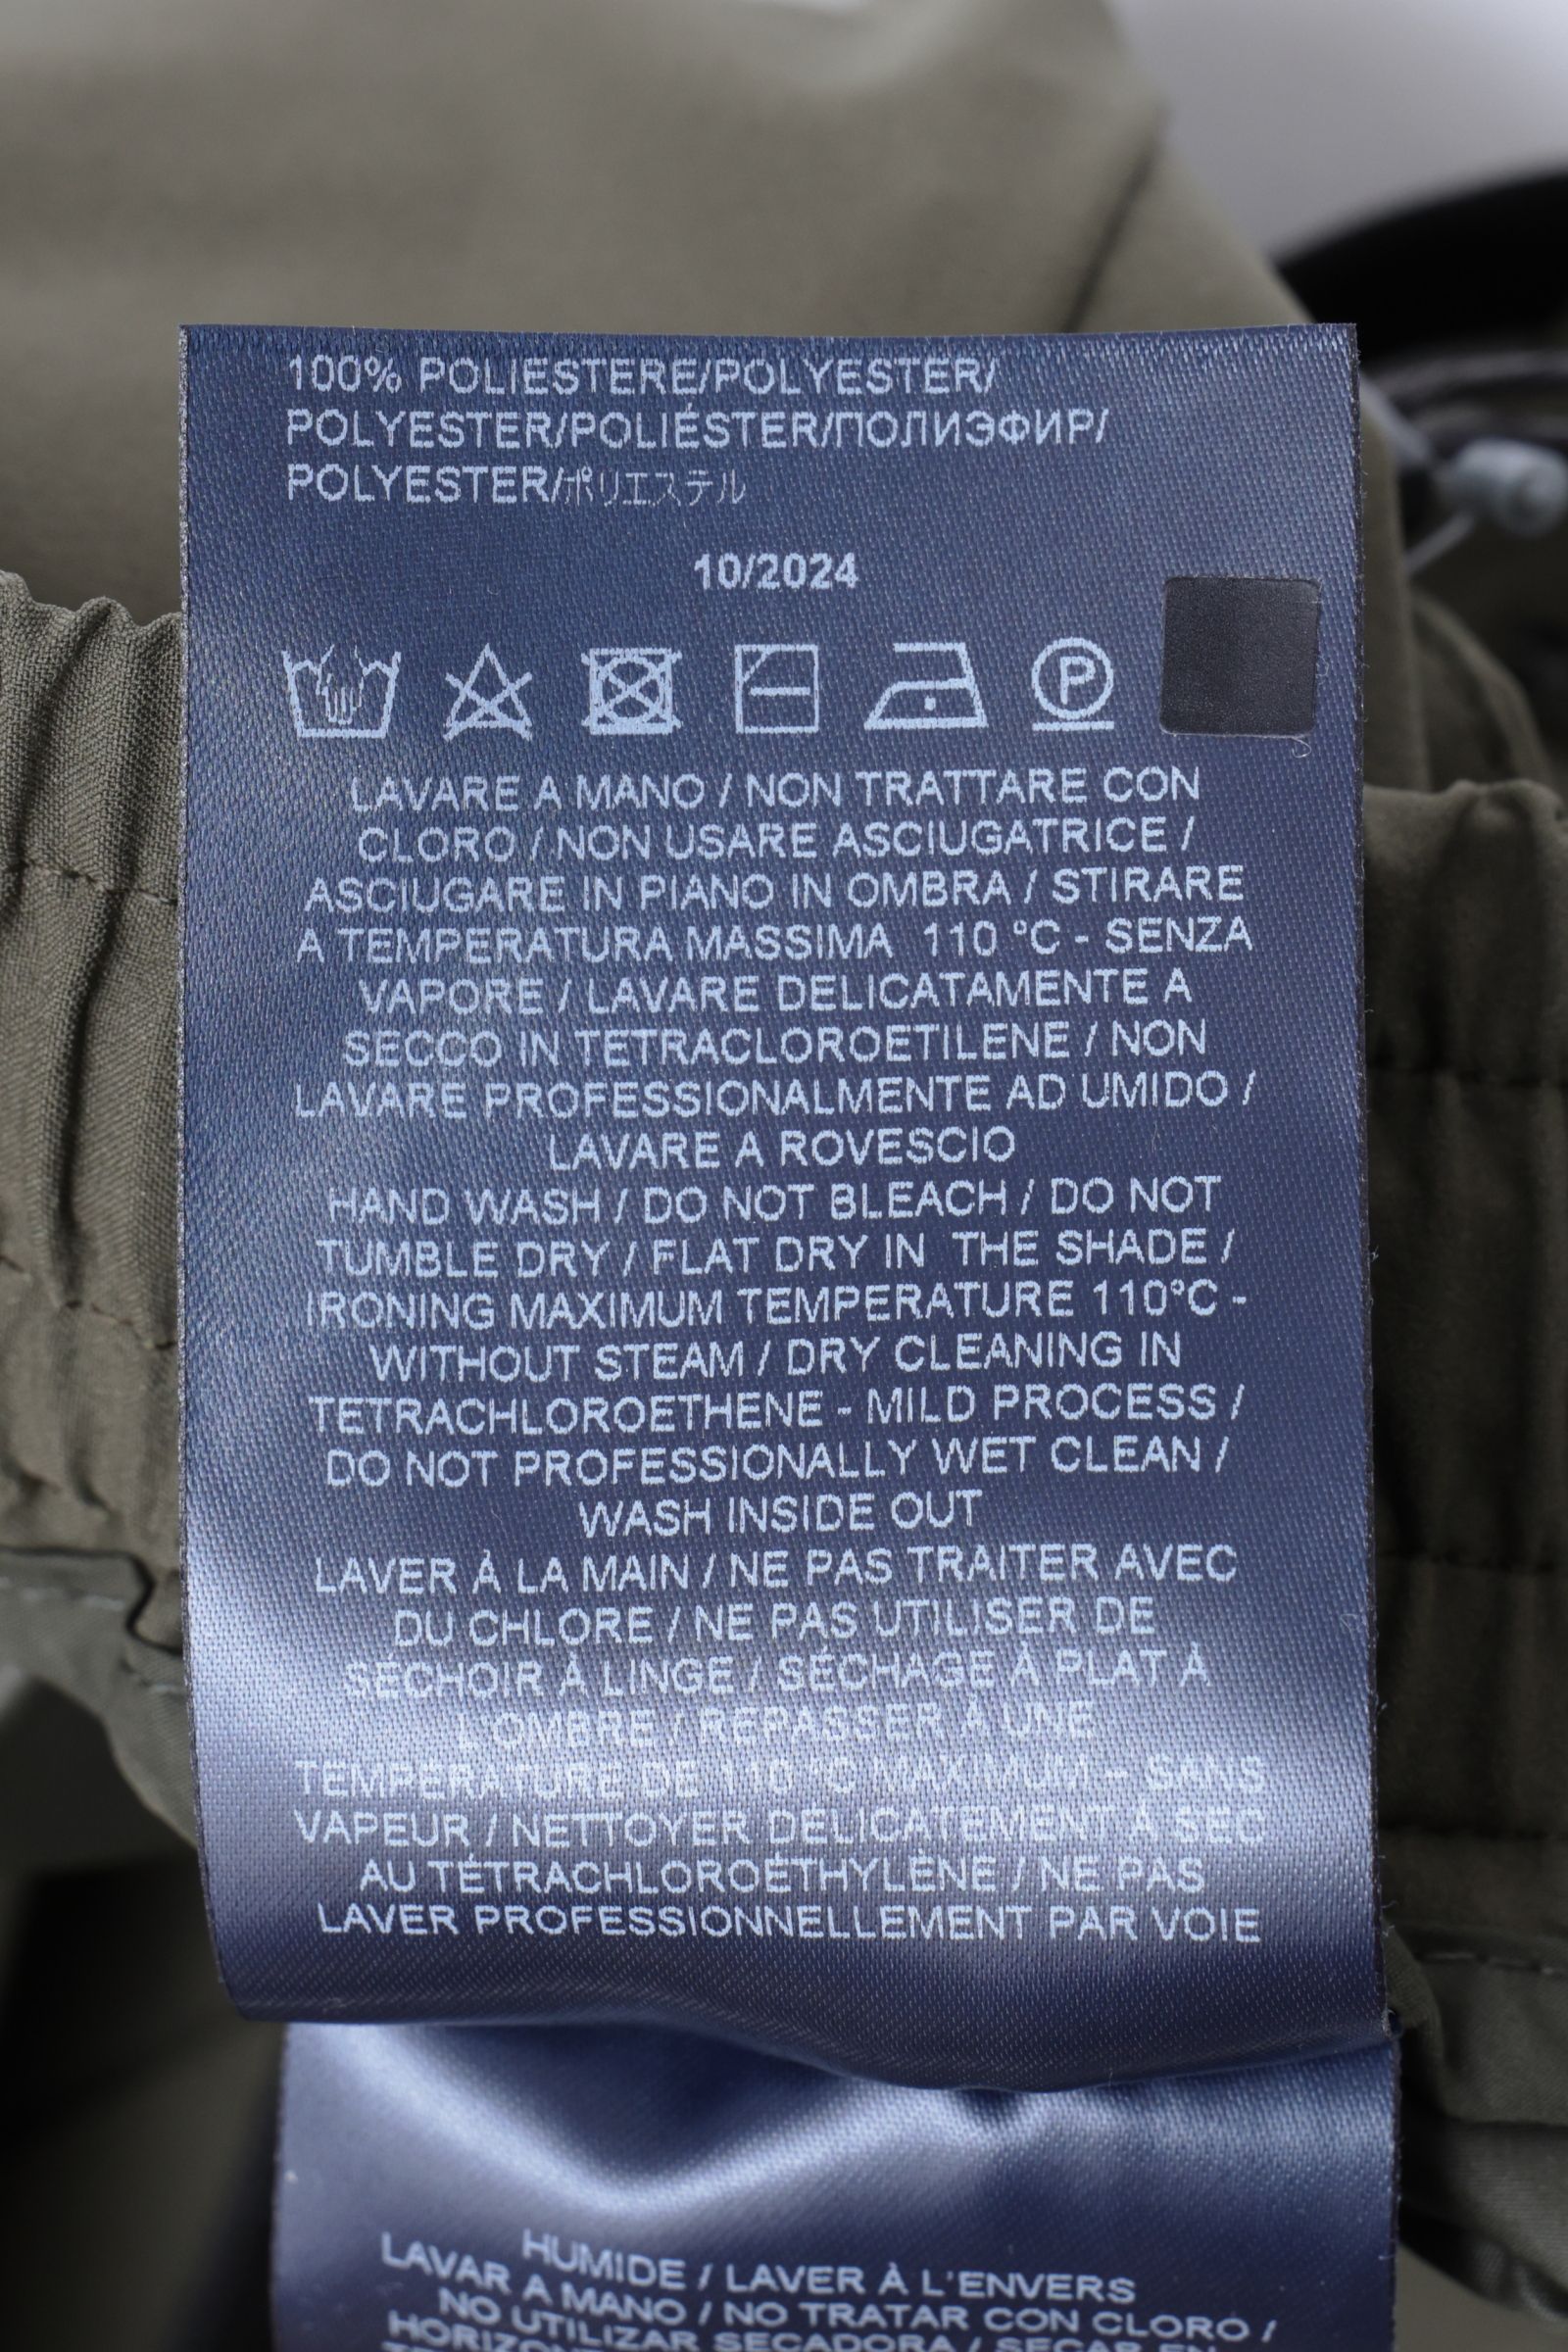 100% POLIESTERE/POLYESTER/
POLYESTER/POLIÉSTER/ПОЛИЭФИР/
POLYESTER/ポリエステル
10/2024
P
LAVARE A MANO / NON TRATTARE CON
CLORO / NON USARE ASCIUGATRICE /
ASCIUGARE IN PIANO IN OMBRA / STIRARE
A TEMPERATURA MASSIMA 110 °C - SENZA
VAPORE / LAVARE DELICATAMENTE A
SECCO IN TETRACLOROETILENE / NON
LAVARE PROFESSIONALMENTE AD UMIDO /
LAVARE A ROVESCIO
HAND WASH / DO NOT BLEACH / DO NOT
TUMBLE DRY / FLAT DRY IN THE SHADE /
IRONING MAXIMUM TEMPERATURE 110°C -
WITHOUT STEAM / DRY CLEANING IN
TETRACHLOROETHENE - MILD PROCESS /
DO NOT PROFESSIONALLY WET CLEAN /
WASH INSIDE OUT
LAVER À LA MAIN / NE PAS TRAITER AVEC
DU CHLORE / NE PAS UTILISER DE
SÉCHOIR À LINGE / SÉCHAGE À PLAT À
L'OMBRE / REPASSER À UNE
TEMPÉRATURE DE 110 °C MAXIMUM - SANS
VAPEUR / NETTOYER DÉLICATEMENT À SEC
AU TÉTRACHLOROÉTHYLÈNE / NE PAS
LAVER PROFESSIONNELLEMENT PAR VOIE
HUMIDE / LAVER À L'ENVERS
LAVAR A MANO / NO TRATAR CON CLORO /
NO UTILIZAR SECADORA / SECAR EN